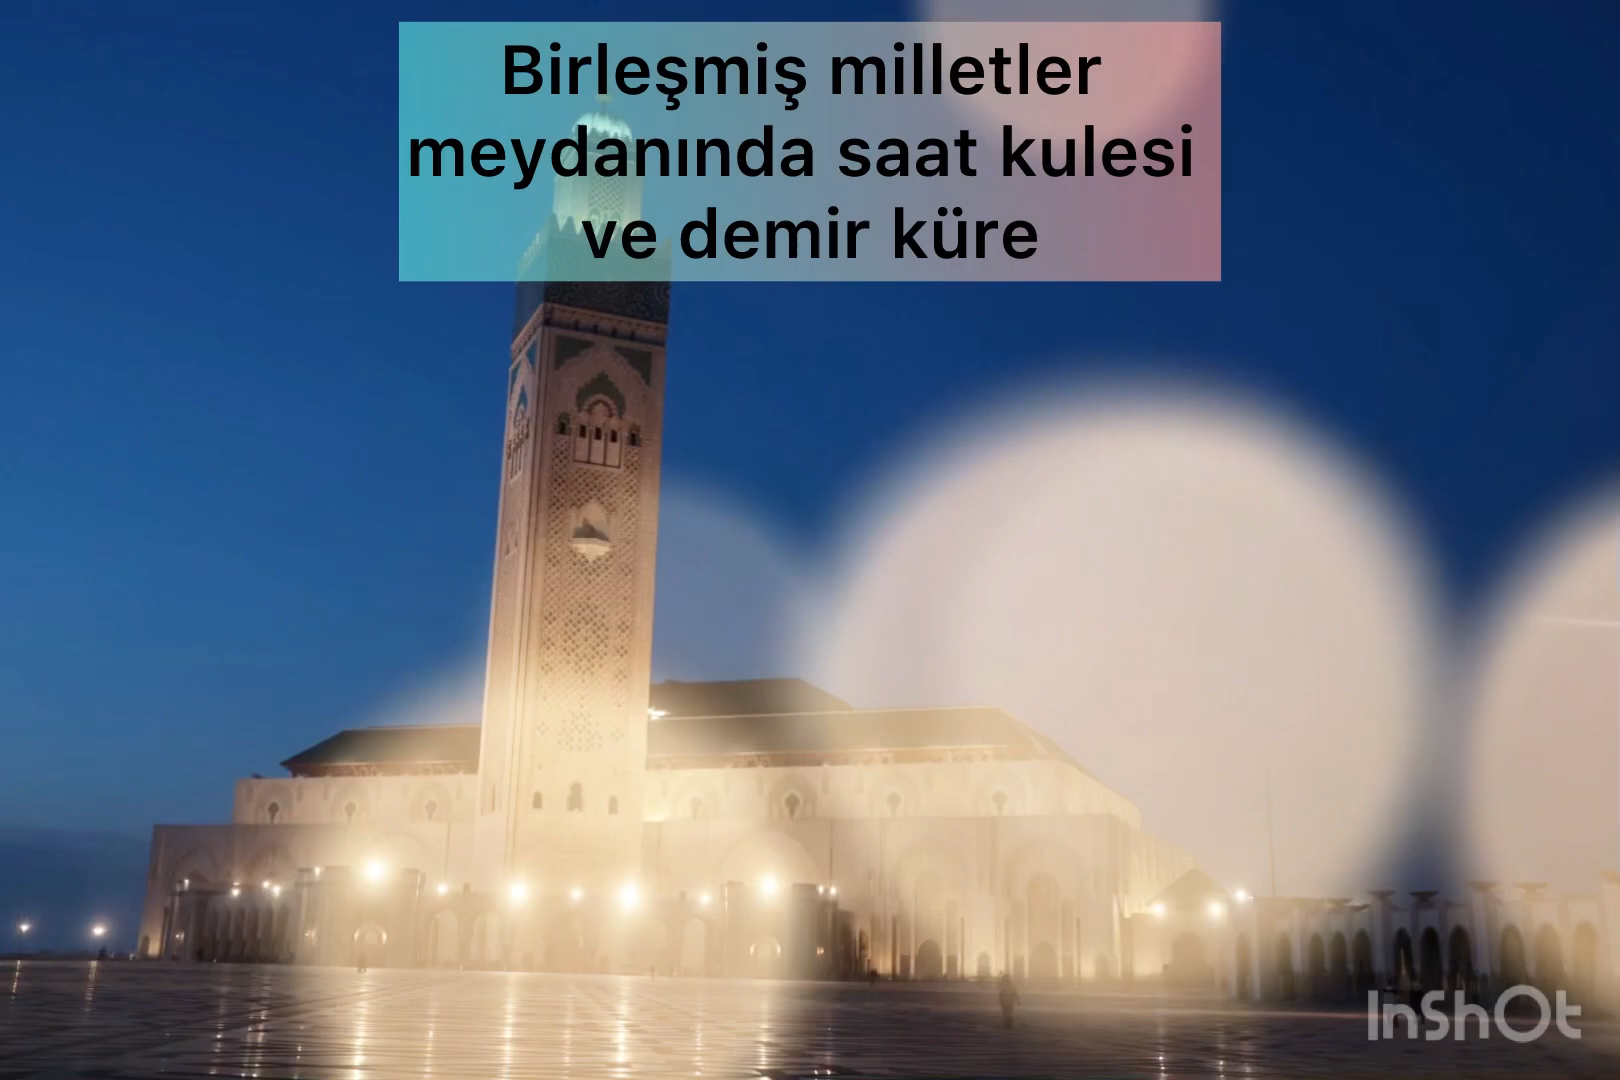 Birleşmiş milletler
meydanında saat kulesi
ve demir küre
InShOt